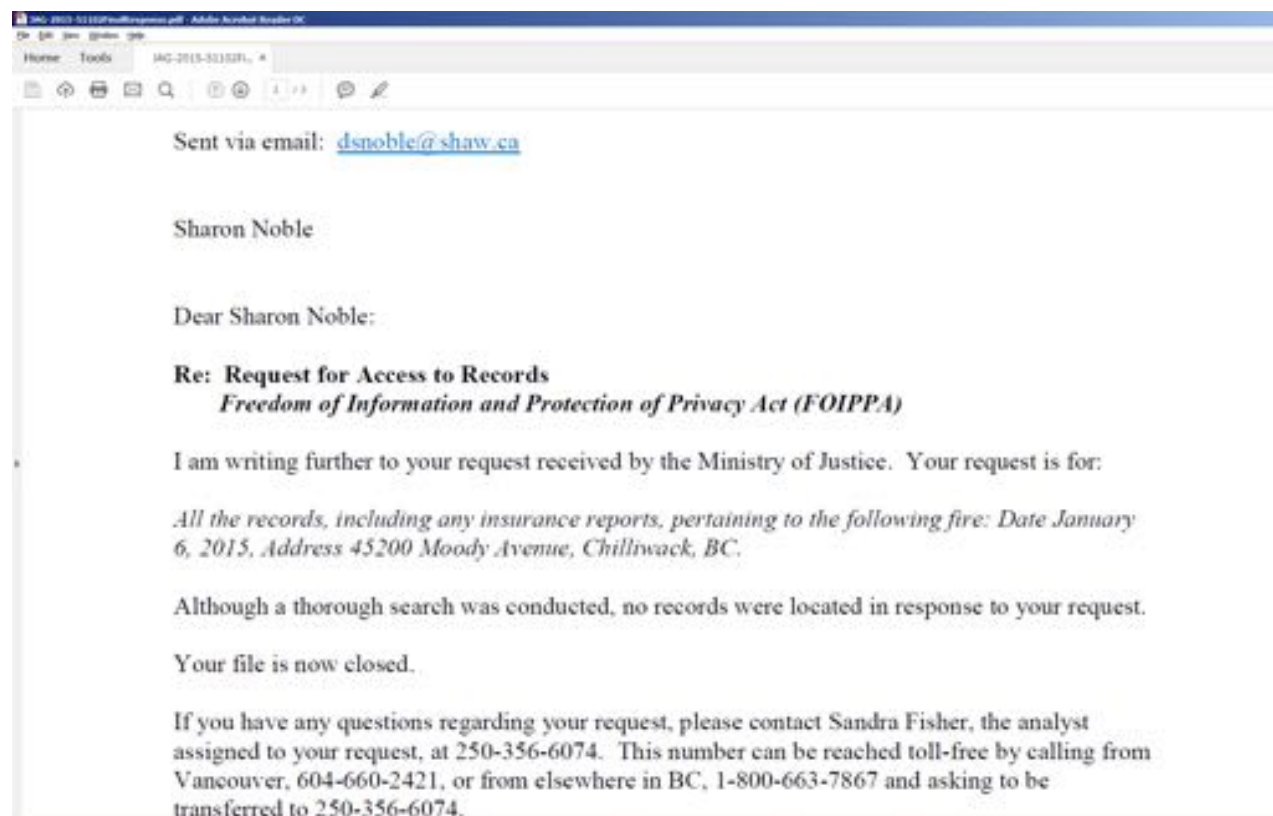 Adobe Acrobat Reader DC
Home Tools
Sent via email: dsnoble@shaw.ca
Sharon Noble
Dear Sharon Noble:
Re: Request for Access to Records
Freedom of Information and Protection of Privacy Act (FOIPPA)
I am writing further to your request received by the Ministry of Justice. Your request is for:
All the records, including any insurance reports, pertaining to the following fire: Date January
6, 2015, Address 45200 Moody Avenue, Chilliwack, BC.
Although a thorough search was conducted, no records were located in response to your request.
Your file is now closed.
If you have any questions regarding your request, please contact Sandra Fisher, the analyst
assigned to your request, at 250-356-6074. This number can be reached toll-free by calling from
Vancouver, 604-660-2421, or from elsewhere in BC, 1-800-663-7867 and asking to be
transferred to 250-356-6074.